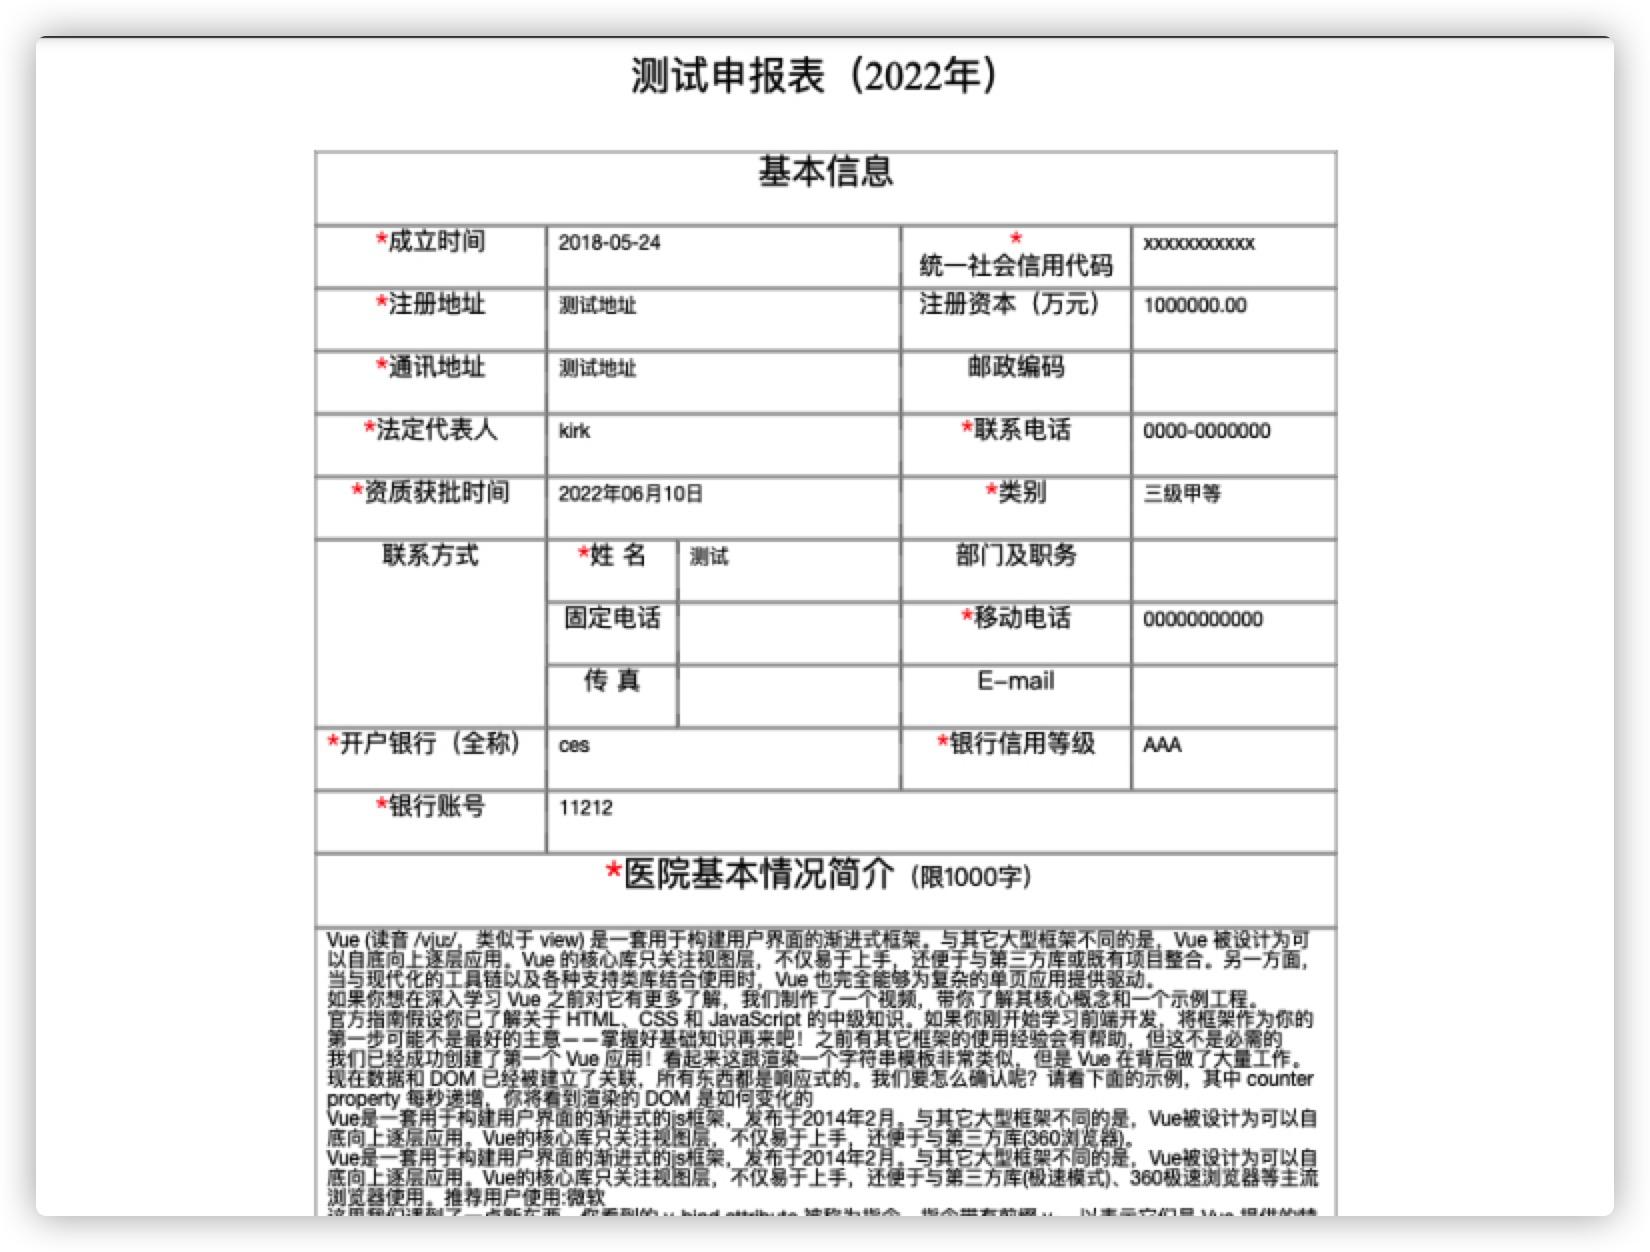 测试申报表（2022年）
基本信息
*成立时间 2018-05-24 *统一社会信用代码 xxxxxxxxxxx
*注册地址 测试地址 注册资本（万元） 1000000.00
*通讯地址 测试地址 邮政编码
*法定代表人 kirk *联系电话 0000-0000000
*资质获批时间 2022年06月10日 *类别 三级甲等
联系方式 *姓 名 测试 部门及职务
固定电话 *移动电话 00000000000
传 真 E-mail
*开户银行（全称） ces *银行信用等级 AAA
*银行账号 11212
*医院基本情况简介（限1000字）
Vue (读音 /vjuː/，类似于 view) 是一套用于构建用户界面的渐进式框架。与其它大型框架不同的是，Vue 被设计为可
以自底向上逐层应用。Vue 的核心库只关注视图层，不仅易于上手，还便于与第三方库或既有项目整合。另一方面，
当与现代化的工具链以及各种支持类库结合使用时，Vue 也完全能够为复杂的单页应用提供驱动。
如果你想在深入学习 Vue 之前对它有更多了解，我们制作了一个视频，带你了解其核心概念和一个示例工程。
官方指南假设你已了解关于 HTML、CSS 和 JavaScript 的中级知识。如果你刚开始学习前端开发，将框架作为你的
第一步可能不是最好的主意——掌握好基础知识再来吧！之前有其它框架的使用经验会有帮助，但这不是必需的
我们已经成功创建了第一个 Vue 应用！看起来这跟渲染一个字符串模板非常类似，但是 Vue 在背后做了大量工作。
现在数据和 DOM 已经被建立了关联，所有东西都是响应式的。我们要怎么确认呢？请看下面的示例，其中 counter
property 每秒递增，你将看到渲染的 DOM 是如何变化的
Vue是一套用于构建用户界面的渐进式的js框架，发布于2014年2月。与其它大型框架不同的是，Vue被设计为可以自
底向上逐层应用。Vue的核心库只关注视图层，不仅易于上手，还便于与第三方库(360浏览器)。
Vue是一套用于构建用户界面的渐进式的js框架，发布于2014年2月。与其它大型框架不同的是，Vue被设计为可以自
底向上逐层应用。Vue的核心库只关注视图层，不仅易于上手，还便于与第三方库(极速模式)、360极速浏览器等主流
浏览器使用。推荐用户使用:微软